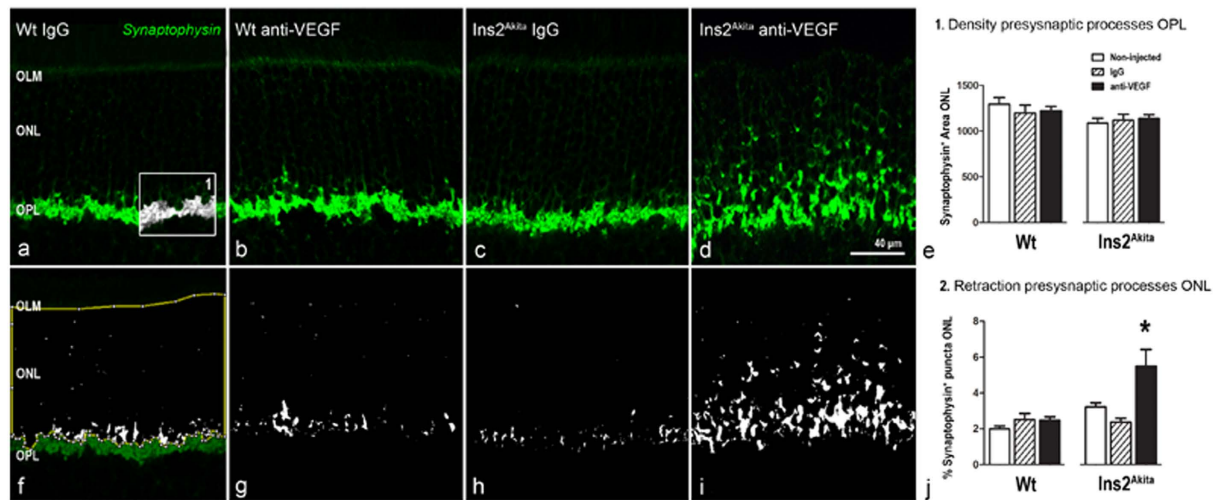 Wt IgG
Synaptophysin
OLM
ONL
OPL
1
a
Wt anti-VEGF
b
Ins2Akita IgG
c
Ins2Akita anti-VEGF
40 µm
d
1. Density presynaptic processes OPL
Non-injected
IgG
anti-VEGF
Synaptophysin+ Area ONL
1500
1000
500
0
Wt
Ins2Akita
e
OLM
ONL
OPL
f
g
h
i
2. Retraction presynaptic processes ONL
% Synaptophysin+ puncta ONL
8
6
4
2
0
*
Wt
Ins2Akita
j